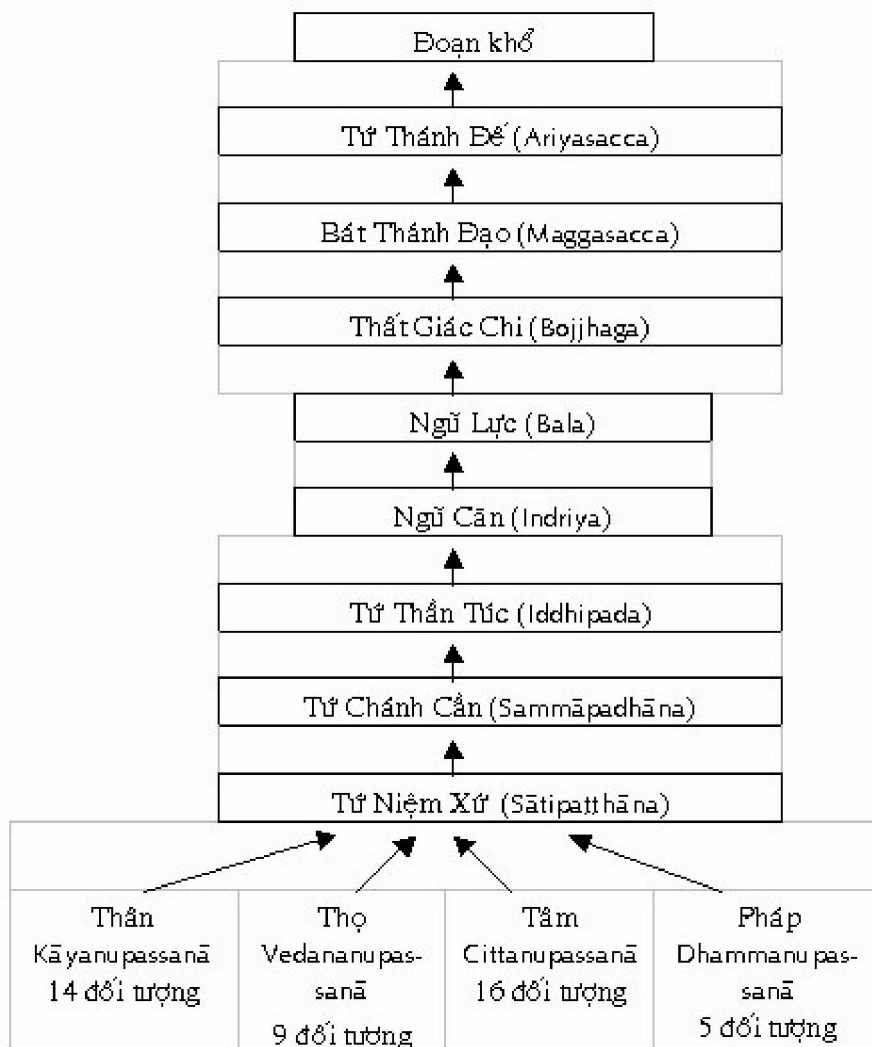 Đoạn khổ
Tứ Thánh Đế (Ariyasacca)
Bát Thánh Đạo (Maggasacca)
Thất Giác Chi (Bojjhaga)
Ngũ Lực (Bala)
Ngũ Căn (Indriya)
Tứ Thần Túc (Iddhipada)
Tứ Chánh Cần (Sammāpadhāna)
Tứ Niệm Xứ (Sātipaṭṭhāna)
Thân
Kāyanupassanā
14 đối tượng
Thọ
Vedananupas-
sanā
9 đối tượng
Tâm
Cittanupassanā
16 đối tượng
Pháp
Dhammanupas-
sanā
5 đối tượng